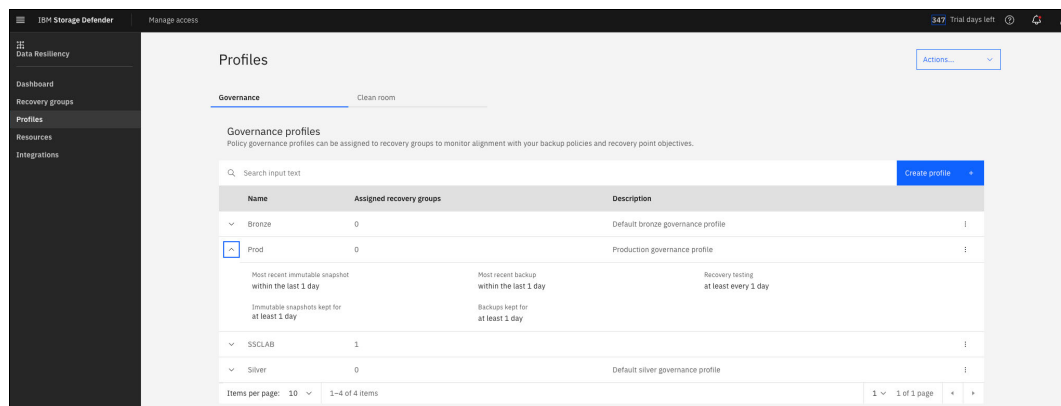 IBM Storage Defender
Manage access
347 Trial days left
Data Resiliency
Dashboard
Recovery groups
Profiles
Resources
Integrations
Profiles
Actions...
Governance
Clean room
Governance profiles
Policy governance profiles can be assigned to recovery groups to monitor alignment with your backup policies and recovery point objectives.
Search input text
Create profile +
Name Assigned recovery groups Description
Bronze 0 Default bronze governance profile
Prod 0 Production governance profile
Most recent immutable snapshot Most recent backup Recovery testing
within the last 1 day within the last 1 day at least every 1 day
Immutable snapshots kept for Backups kept for
at least 1 day at least 1 day
SSCLAB 1
Silver 0 Default silver governance profile
Items per page: 10 1–4 of 4 items 1 1 of 1 page